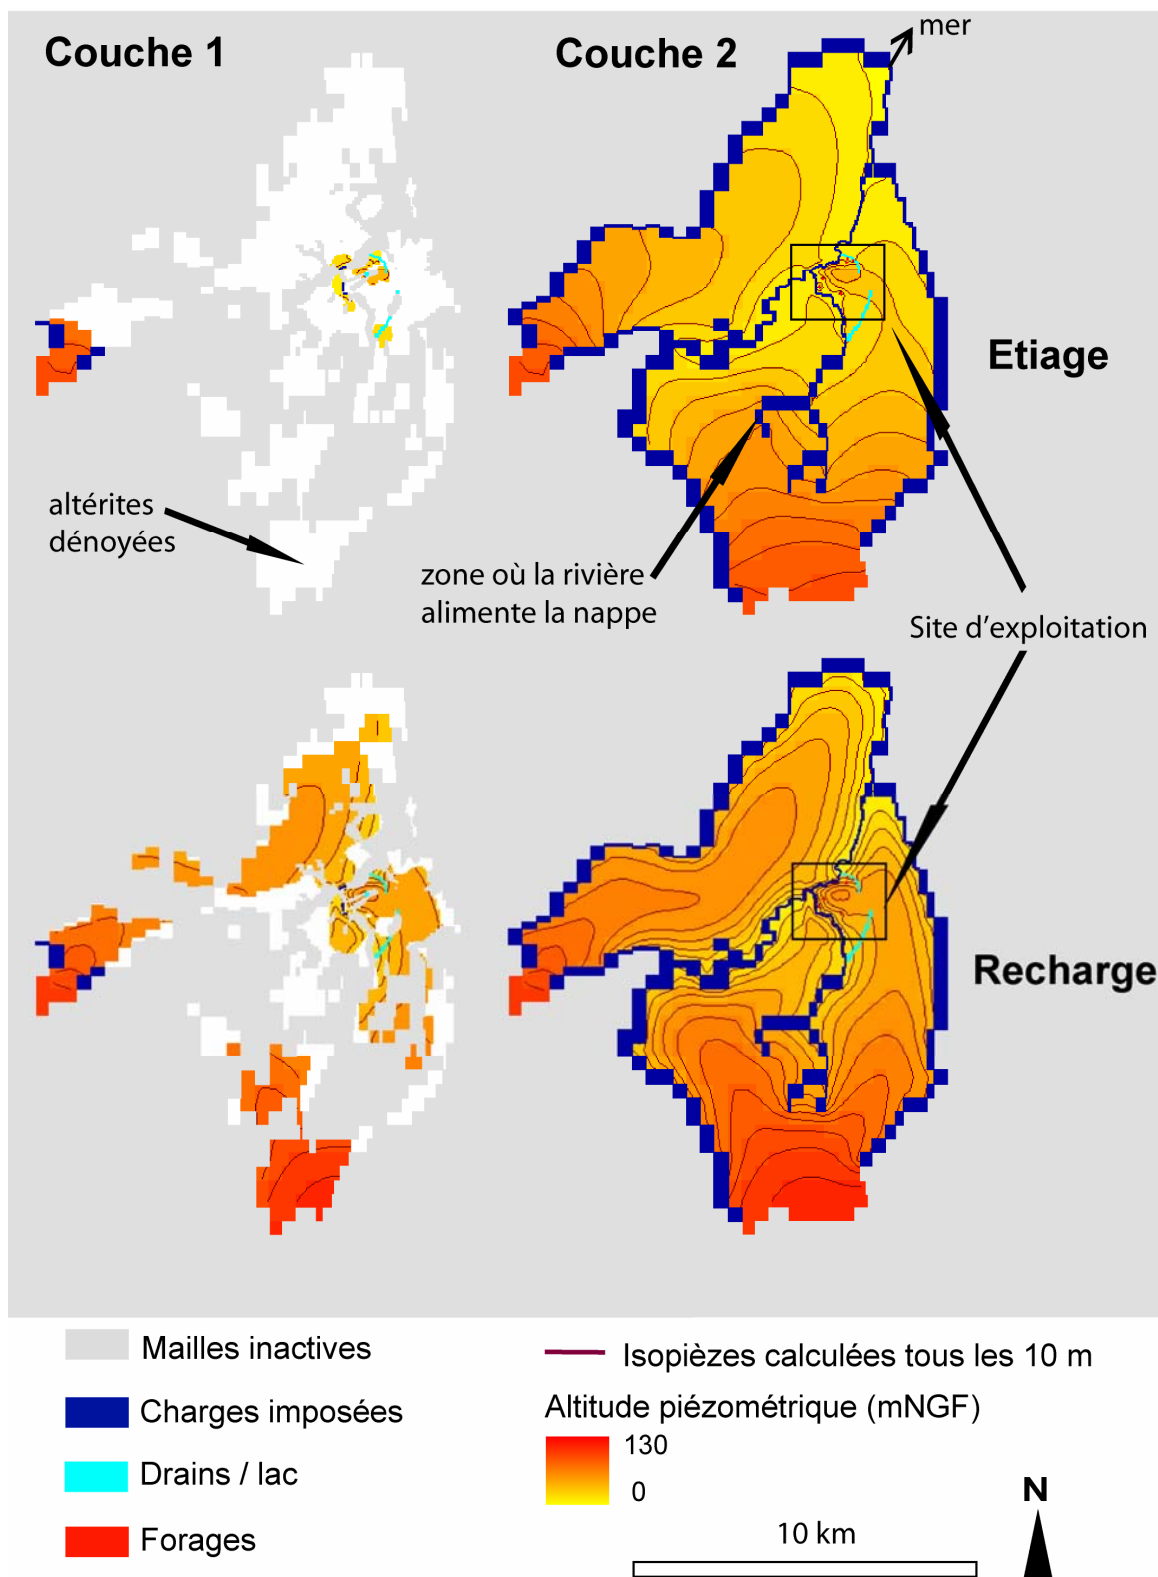 mer
Couche 1
Couche 2
Etiage
altérites
dénoyées
zone où la rivière
alimente la nappe
Site d'exploitation
Recharge
Mailles inactives
Charges imposées
Drains / lac
Forages
Isopièzes calculées tous les 10 m
Altitude piézométrique (mNGF)
130
0
10 km
N